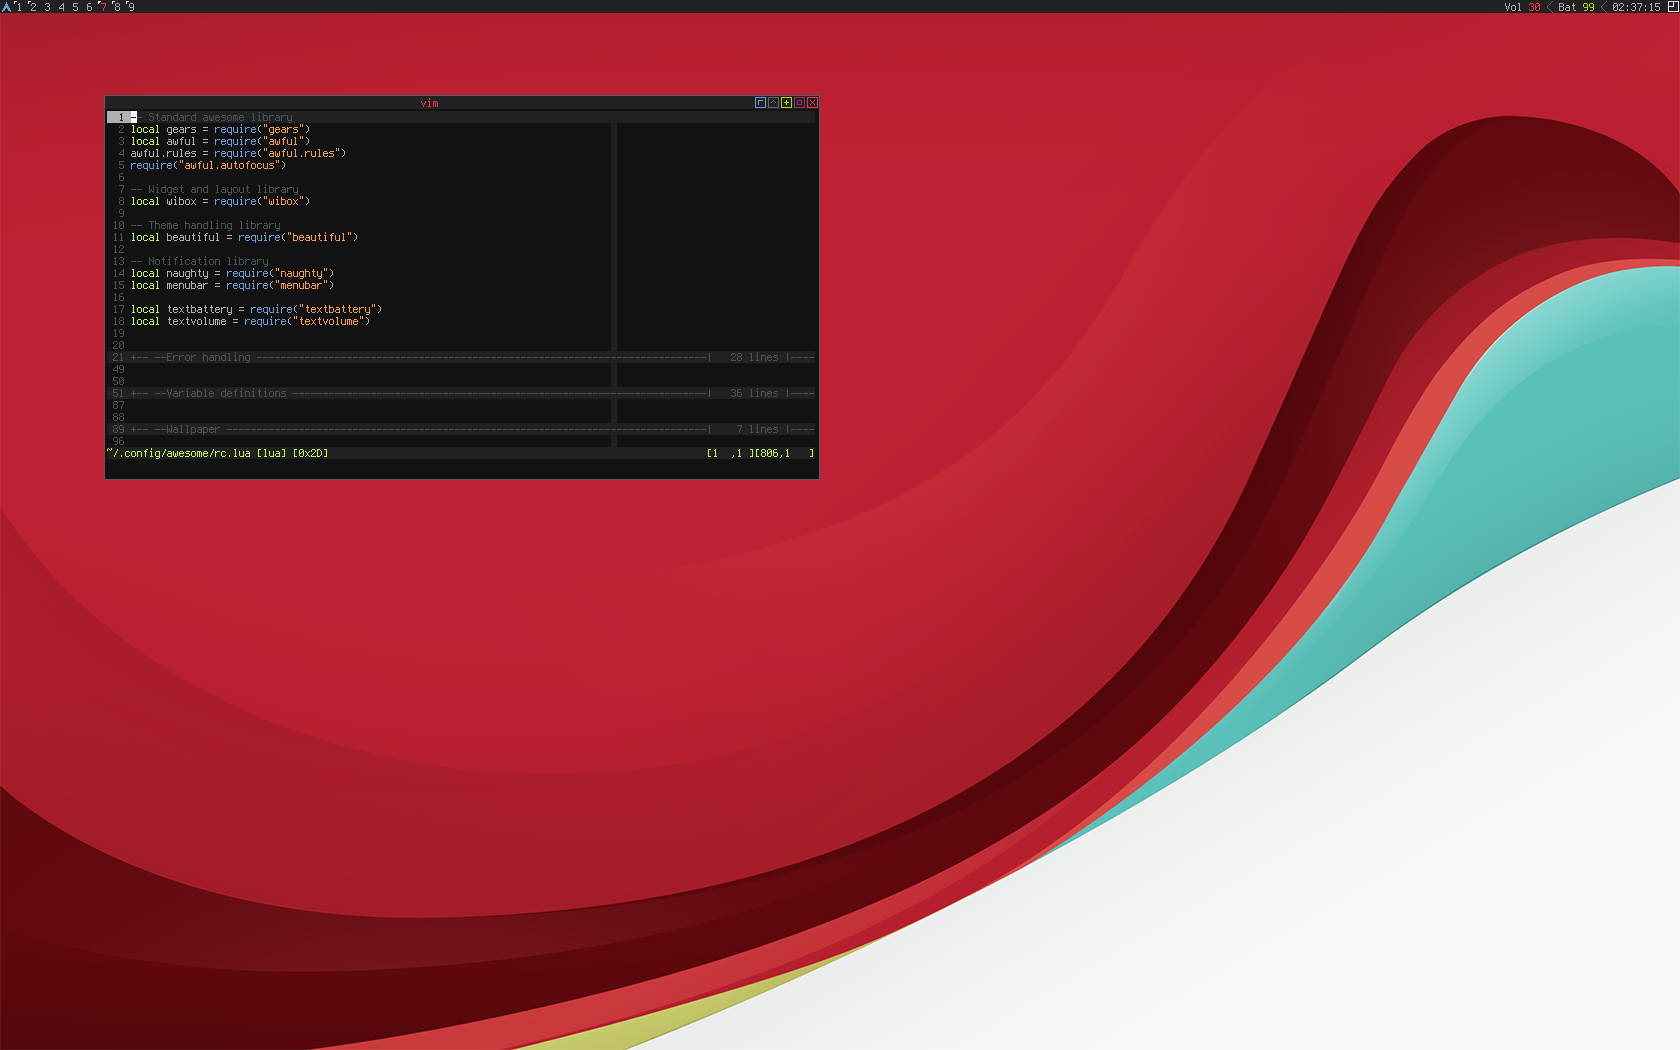 1 2 3 4 5 6 7 8 9 Vol 30 Bat 99 02:37:15
vim
1 -- Standard awesome library
2 local gears = require("gears")
3 local awful = require("awful")
4 awful.rules = require("awful.rules")
5 require("awful.autofocus")
6
7 -- Widget and layout library
8 local wibox = require("wibox")
9
10 -- Theme handling library
11 local beautiful = require("beautiful")
12
13 -- Notification library
14 local naughty = require("naughty")
15 local menubar = require("menubar")
16
17 local textbattery = require("textbattery")
18 local textvolume = require("textvolume")
19
20
21 +-- --Error handling ---------------------------------------------------------------------------| 28 lines |----
49
50
51 +-- --Variable definitions ---------------------------------------------------------------------| 36 lines |----
87
88
89 +-- --Wallpaper --------------------------------------------------------------------------------| 7 lines |----
96
~/.config/awesome/rc.lua [lua] [0x2D] [1 ,1 ][806,1 ]